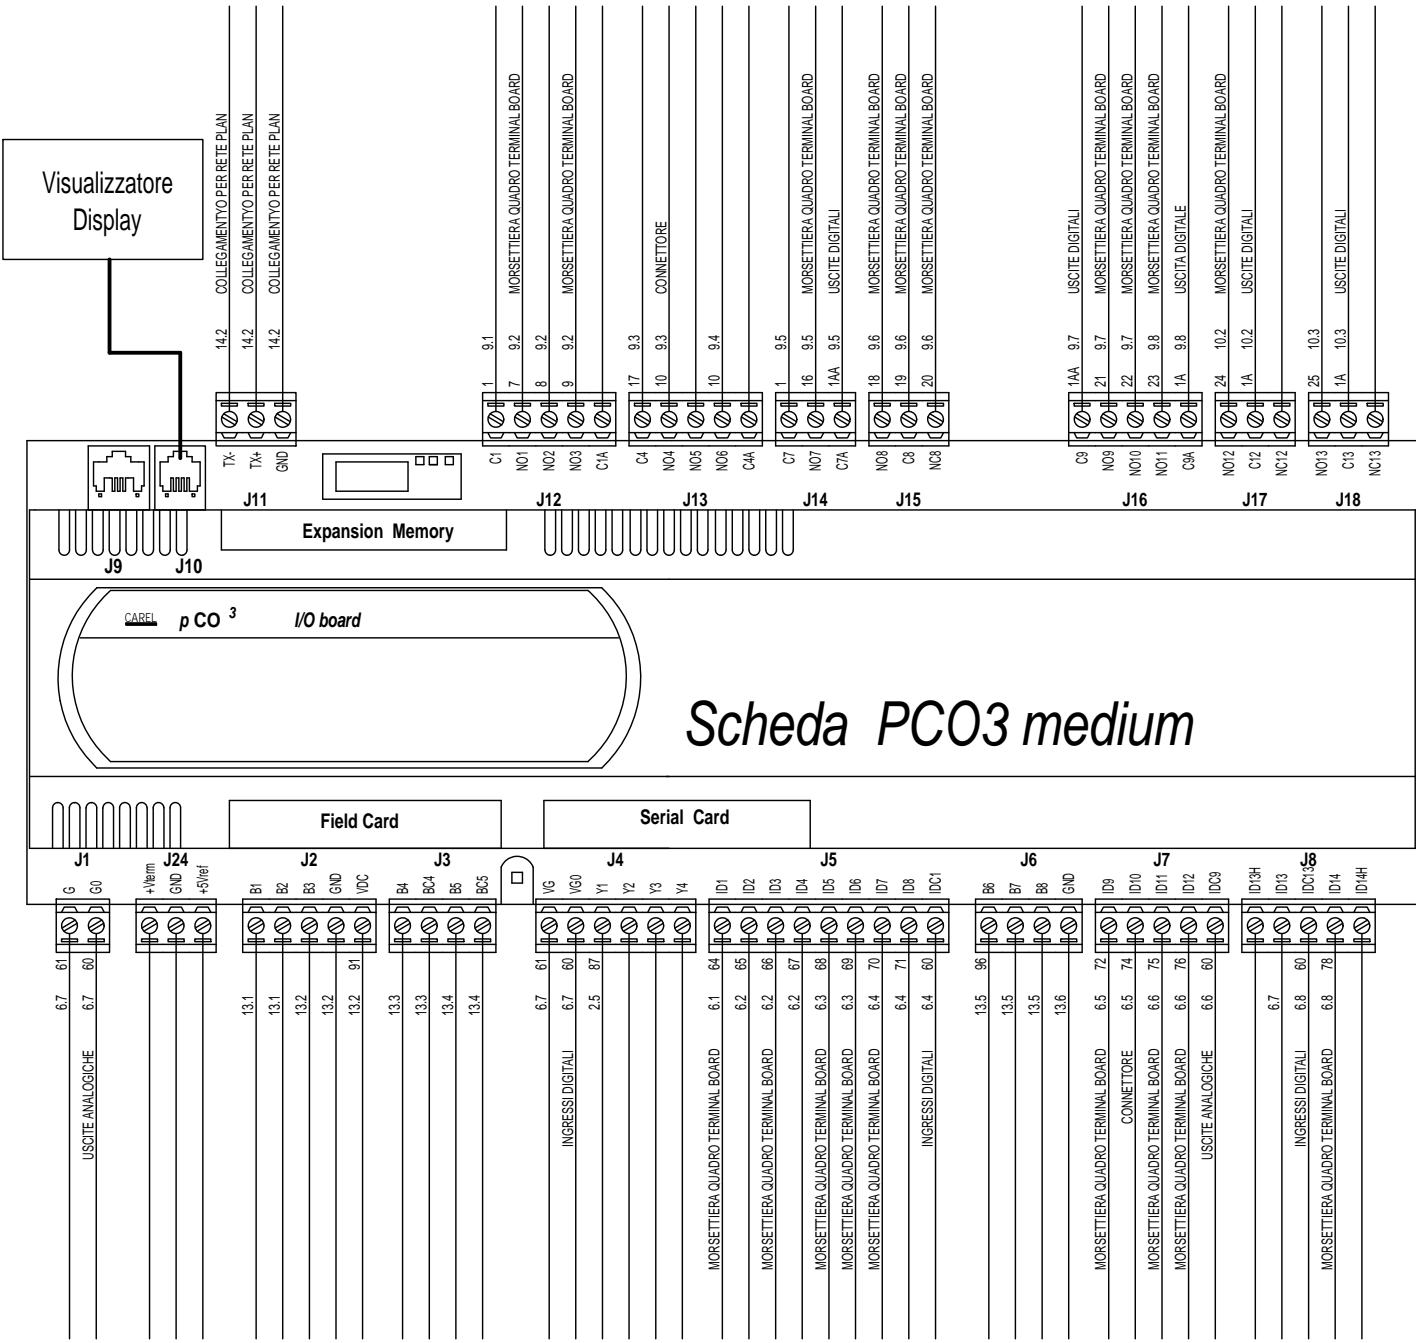 Visualizzatore
Display
COLLEGAMENTYO PER RETE PLAN
COLLEGAMENTYO PER RETE PLAN
COLLEGAMENTYO PER RETE PLAN
MORSETTIERA QUADRO TERMINAL BOARD
MORSETTIERA QUADRO TERMINAL BOARD
CONNETTORE
MORSETTIERA QUADRO TERMINAL BOARD
USCITE DIGITALI
MORSETTIERA QUADRO TERMINAL BOARD
MORSETTIERA QUADRO TERMINAL BOARD
MORSETTIERA QUADRO TERMINAL BOARD
USCITE DIGITALI
MORSETTIERA QUADRO TERMINAL BOARD
MORSETTIERA QUADRO TERMINAL BOARD
MORSETTIERA QUADRO TERMINAL BOARD
USCITA DIGITALE
MORSETTIERA QUADRO TERMINAL BOARD
USCITE DIGITALI
USCITE DIGITALI
14.2 14.2 14.2 9.1 9.2 9.2 9.2 9.3 9.3 9.4 9.5 9.5 9.5 9.6 9.6 9.6 9.7 9.7 9.7 9.8 9.8 10.2 10.2 10.3 10.3
1 7 8 9 17 10 10 1 16 1AA 18 19 20 1AA 21 22 23 1A 24 1A 25 1A
TX- TX+ GND C1 NO1 NO2 NO3 C1A C4 NO4 NO5 NO6 C4A C7 NO7 C7A NO8 C8 NC8 C9 NO9 NO10 NO11 C9A NO12 C12 NC12 NO13 C13 NC13
J11 J12 J13 J14 J15 J16 J17 J18
Expansion Memory
J9 J10
CAREL pCO 3 I/O board
Scheda PCO3 medium
Field Card
Serial Card
J1 J24 J2 J3 J4 J5 J6 J7 J8
G G0 +Vterm GND +5Vref B1 B2 B3 GND VDC B4 BC4 B5 BC5 VG VG0 Y1 Y2 Y3 Y4 ID1 ID2 ID3 ID4 ID5 ID6 ID7 ID8 IDC1 B6 B7 B8 GND ID9 ID10 ID11 ID12 IDC9 ID13H ID13 IDC13 ID14 ID14H
61 60 91 61 60 87 64 65 66 67 68 69 70 71 60 96 72 74 75 76 60 60 78
6.7 6.7 13.1 13.1 13.2 13.2 13.2 13.3 13.3 13.4 13.4 6.7 6.7 2.5 6.1 6.2 6.2 6.2 6.3 6.3 6.4 6.4 6.4 13.5 13.5 13.5 13.6 6.5 6.5 6.6 6.6 6.6 6.7 6.8 6.8
USCITE ANALOGICHE
INGRESSI DIGITALI
MORSETTIERA QUADRO TERMINAL BOARD
MORSETTIERA QUADRO TERMINAL BOARD
MORSETTIERA QUADRO TERMINAL BOARD
MORSETTIERA QUADRO TERMINAL BOARD
MORSETTIERA QUADRO TERMINAL BOARD
INGRESSI DIGITALI
MORSETTIERA QUADRO TERMINAL BOARD
CONNETTORE
MORSETTIERA QUADRO TERMINAL BOARD
MORSETTIERA QUADRO TERMINAL BOARD
USCITE ANALOGICHE
INGRESSI DIGITALI
MORSETTIERA QUADRO TERMINAL BOARD